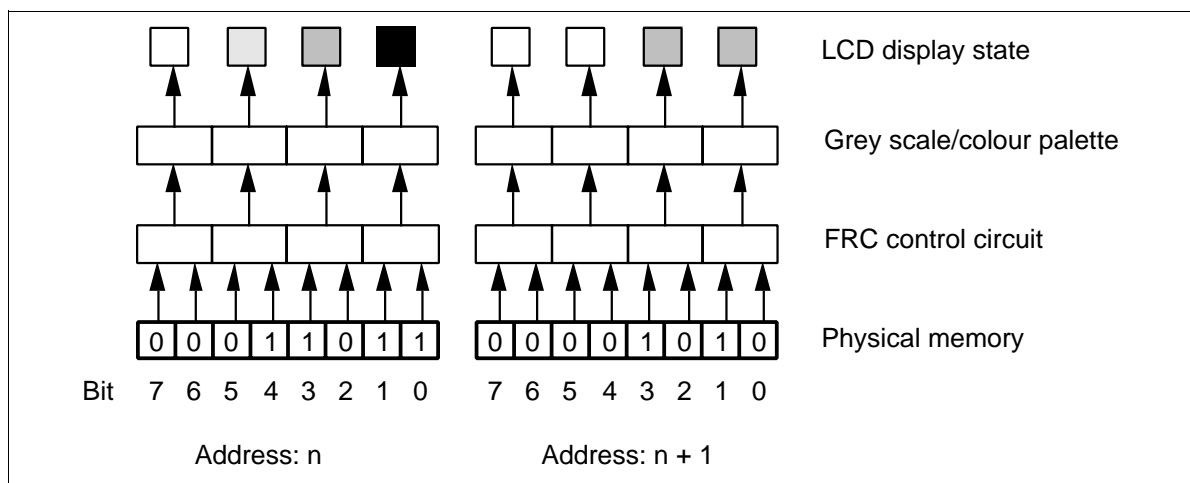 LCD display state
Grey scale/colour palette
FRC control circuit
0 0 0 1 1 0 1 1 0 0 0 0 1 0 1 0 Physical memory
Bit 7 6 5 4 3 2 1 0 7 6 5 4 3 2 1 0
Address: n Address: n + 1